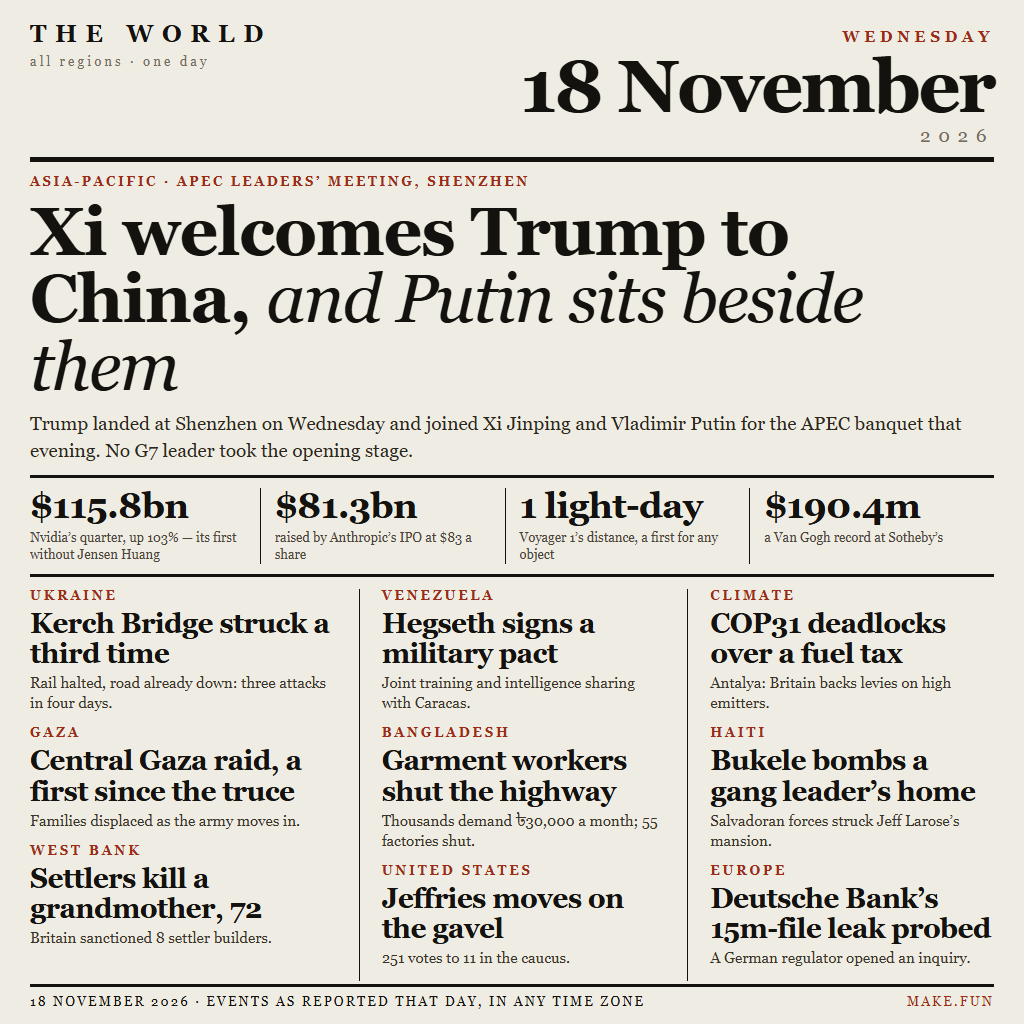 THE WORLD
all regions · one day
WEDNESDAY
18 November
2026
ASIA-PACIFIC · APEC LEADERS’ MEETING, SHENZHEN
Xi welcomes Trump to
China, and Putin sits beside
them
Trump landed at Shenzhen on Wednesday and joined Xi Jinping and Vladimir Putin for the APEC banquet that
evening. No G7 leader took the opening stage.
$115.8bn
Nvidia’s quarter, up 103% — its first
without Jensen Huang
$81.3bn
raised by Anthropic’s IPO at $83 a
share
1 light-day
Voyager 1’s distance, a first for any
object
$190.4m
a Van Gogh record at Sotheby’s
UKRAINE
Kerch Bridge struck a
third time
Rail halted, road already down: three attacks
in four days.
GAZA
Central Gaza raid, a
first since the truce
Families displaced as the army moves in.
WEST BANK
Settlers kill a
grandmother, 72
Britain sanctioned 8 settler builders.
VENEZUELA
Hegseth signs a
military pact
Joint training and intelligence sharing
with Caracas.
BANGLADESH
Garment workers
shut the highway
Thousands demand ৳30,000 a month; 55
factories shut.
UNITED STATES
Jeffries moves on
the gavel
251 votes to 11 in the caucus.
CLIMATE
COP31 deadlocks
over a fuel tax
Antalya: Britain backs levies on high
emitters.
HAITI
Bukele bombs a
gang leader’s home
Salvadoran forces struck Jeff Larose’s
mansion.
EUROPE
Deutsche Bank’s
15m-file leak probed
A German regulator opened an inquiry.
18 NOVEMBER 2026 · EVENTS AS REPORTED THAT DAY, IN ANY TIME ZONE
MAKE.FUN